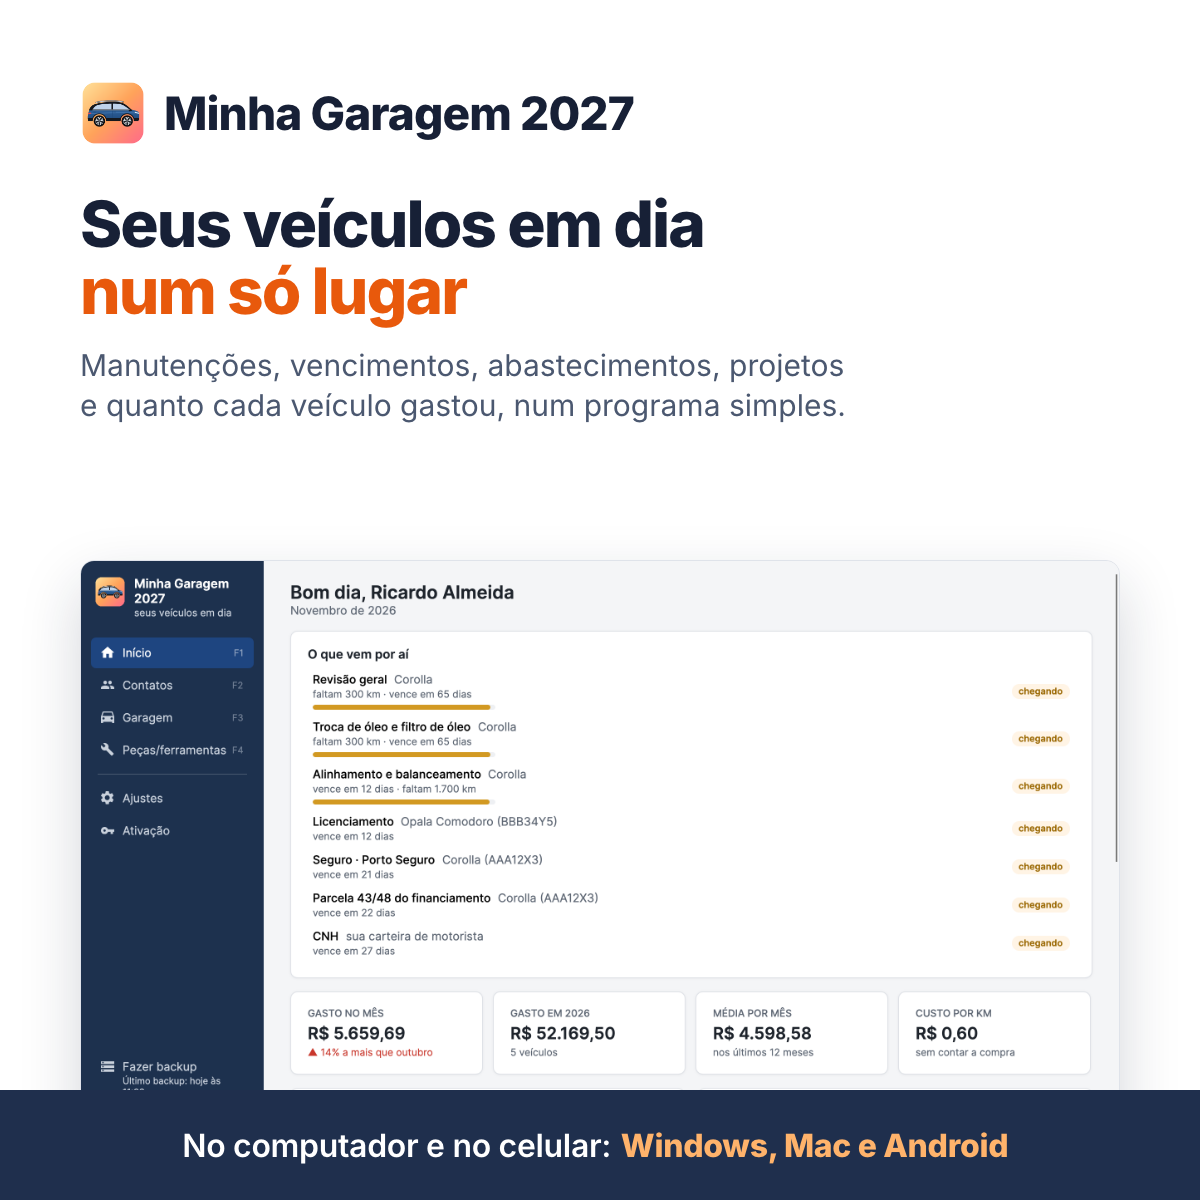 Minha Garagem 2027
Seus veículos em dia
num só lugar
Manutenções, vencimentos, abastecimentos, projetos
e quanto cada veículo gastou, num programa simples.
Minha Garagem
2027
seus veículos em dia
Início F1
Contatos F2
Garagem F3
Peças/ferramentas F4
Ajustes
Ativação
Fazer backup
Último backup: hoje às
Bom dia, Ricardo Almeida
Novembro de 2026
O que vem por aí
Revisão geral Corolla
faltam 300 km · vence em 65 dias
chegando
Troca de óleo e filtro de óleo Corolla
faltam 300 km · vence em 65 dias
chegando
Alinhamento e balanceamento Corolla
vence em 12 dias · faltam 1.700 km
chegando
Licenciamento Opala Comodoro (BBB34Y5)
vence em 12 dias
chegando
Seguro · Porto Seguro Corolla (AAA12X3)
vence em 21 dias
chegando
Parcela 43/48 do financiamento Corolla (AAA12X3)
vence em 22 dias
chegando
CNH sua carteira de motorista
vence em 27 dias
chegando
GASTO NO MÊS
R$ 5.659,69
▲ 14% a mais que outubro
GASTO EM 2026
R$ 52.169,50
5 veículos
MÉDIA POR MÊS
R$ 4.598,58
nos últimos 12 meses
CUSTO POR KM
R$ 0,60
sem contar a compra
No computador e no celular: Windows, Mac e Android